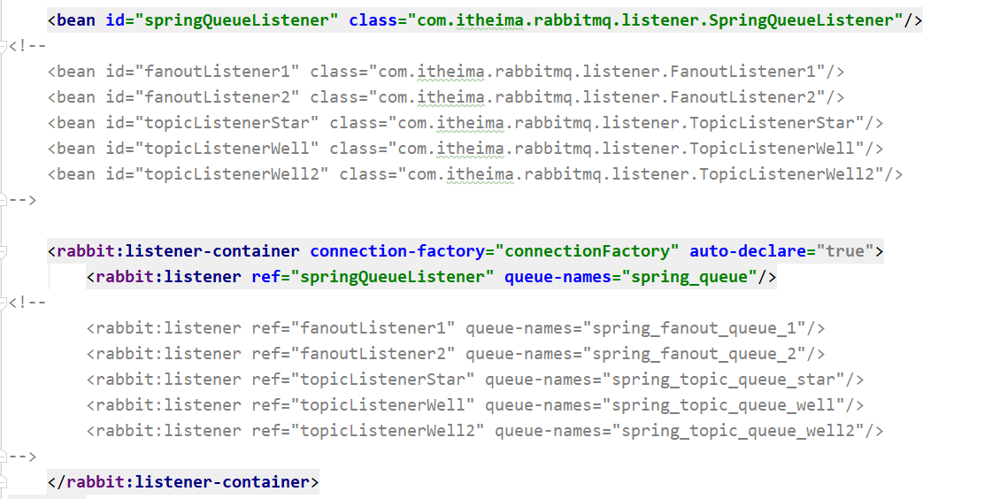 <bean id="springQueueListener" class="com.itheima.rabbitmq.listener.SpringQueueListener"/>
<!--
<bean id="fanoutListener1" class="com.itheima.rabbitmq.listener.FanoutListener1"/>
<bean id="fanoutListener2" class="com.itheima.rabbitmq.listener.FanoutListener2"/>
<bean id="topicListenerStar" class="com.itheima.rabbitmq.listener.TopicListenerStar"/>
<bean id="topicListenerWell" class="com.itheima.rabbitmq.listener.TopicListenerWell"/>
<bean id="topicListenerWell2" class="com.itheima.rabbitmq.listener.TopicListenerWell2"/>
-->
<rabbit:listener-container connection-factory="connectionFactory" auto-declare="true">
<rabbit:listener ref="springQueueListener" queue-names="spring_queue"/>
<!--
<rabbit:listener ref="fanoutListener1" queue-names="spring_fanout_queue_1"/>
<rabbit:listener ref="fanoutListener2" queue-names="spring_fanout_queue_2"/>
<rabbit:listener ref="topicListenerStar" queue-names="spring_topic_queue_star"/>
<rabbit:listener ref="topicListenerWell" queue-names="spring_topic_queue_well"/>
<rabbit:listener ref="topicListenerWell2" queue-names="spring_topic_queue_well2"/>
-->
</rabbit:listener-container>